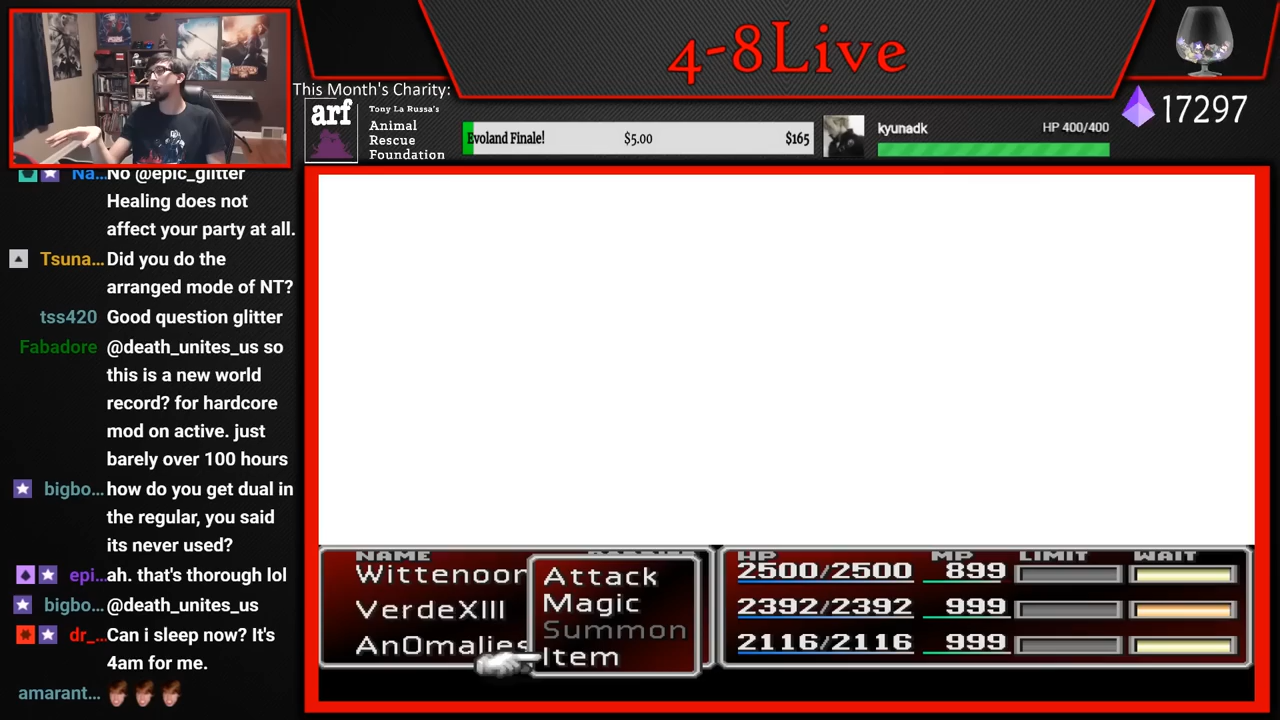 4-8Live
This Month's Charity:
arf
Tony La Russa's
Animal
Rescue
Foundation
Evoland Finale! $5.00 $165
kyunadk HP 400/400
17297
Na... No @epic_glitter
Healing does not
affect your party at all.
Tsuna... Did you do the
arranged mode of NT?
tss420 Good question glitter
Fabadore @death_unites_us so
this is a new world
record? for hardcore
mod on active. just
barely over 100 hours
bigbo... how do you get dual in
the regular, you said
its never used?
epi... ah. that's thorough lol
bigbo... @death_unites_us
dr_... Can i sleep now? It's
4am for me.
amarant...
NAME BARRIER HP MP LIMIT WAIT
Wittenoor 2500/2500 899
VerdeXIII 2392/2392 999
An0malies 2116/2116 999
Attack
Magic
Summon
Item